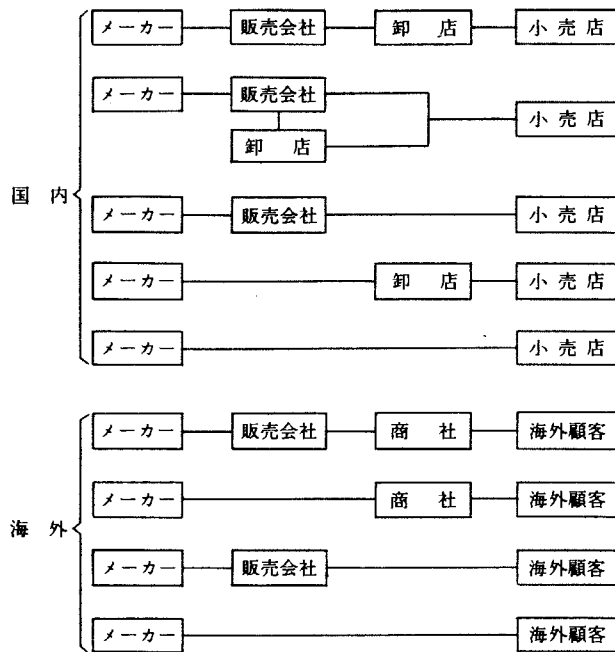 メーカー 販売会社 卸店 小売店
メーカー 販売会社
小売店
卸店
国内
メーカー 販売会社 小売店
メーカー 卸店 小売店
メーカー 小売店
メーカー 販売会社 商社 海外顧客
メーカー 商社 海外顧客
海外
メーカー 販売会社 海外顧客
メーカー 海外顧客